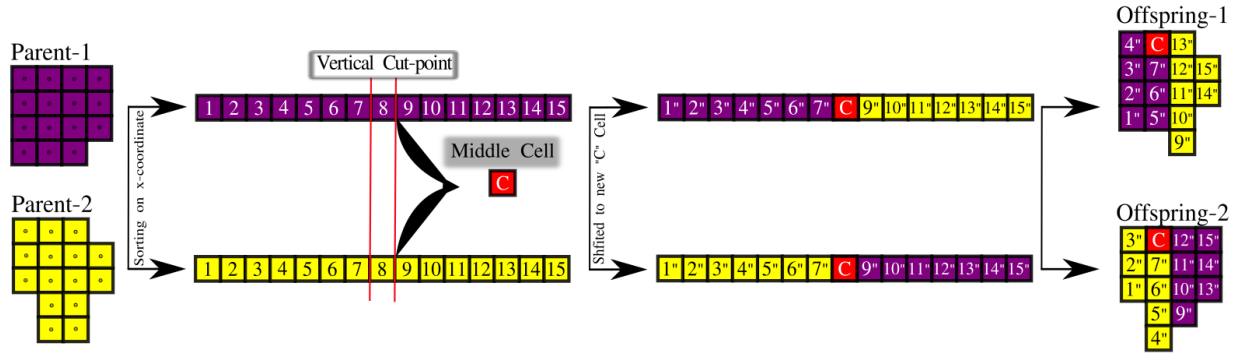 Parent-1
Parent-2
Sorting on x-coordinate
Vertical Cut-point
1 2 3 4 5 6 7 8 9 10 11 12 13 14 15
Middle Cell
C
1 2 3 4 5 6 7 8 9 10 11 12 13 14 15
Shfited to new "C" Cell
1" 2" 3" 4" 5" 6" 7" C 9" 10" 11" 12" 13" 14" 15"
1" 2" 3" 4" 5" 6" 7" C 9" 10" 11" 12" 13" 14" 15"
Offspring-1
4" C 13"
3" 7" 12" 15"
2" 6" 11" 14"
1" 5" 10"
9"
Offspring-2
3" C 12" 15"
2" 7" 11" 14"
1" 6" 10" 13"
5" 9"
4"